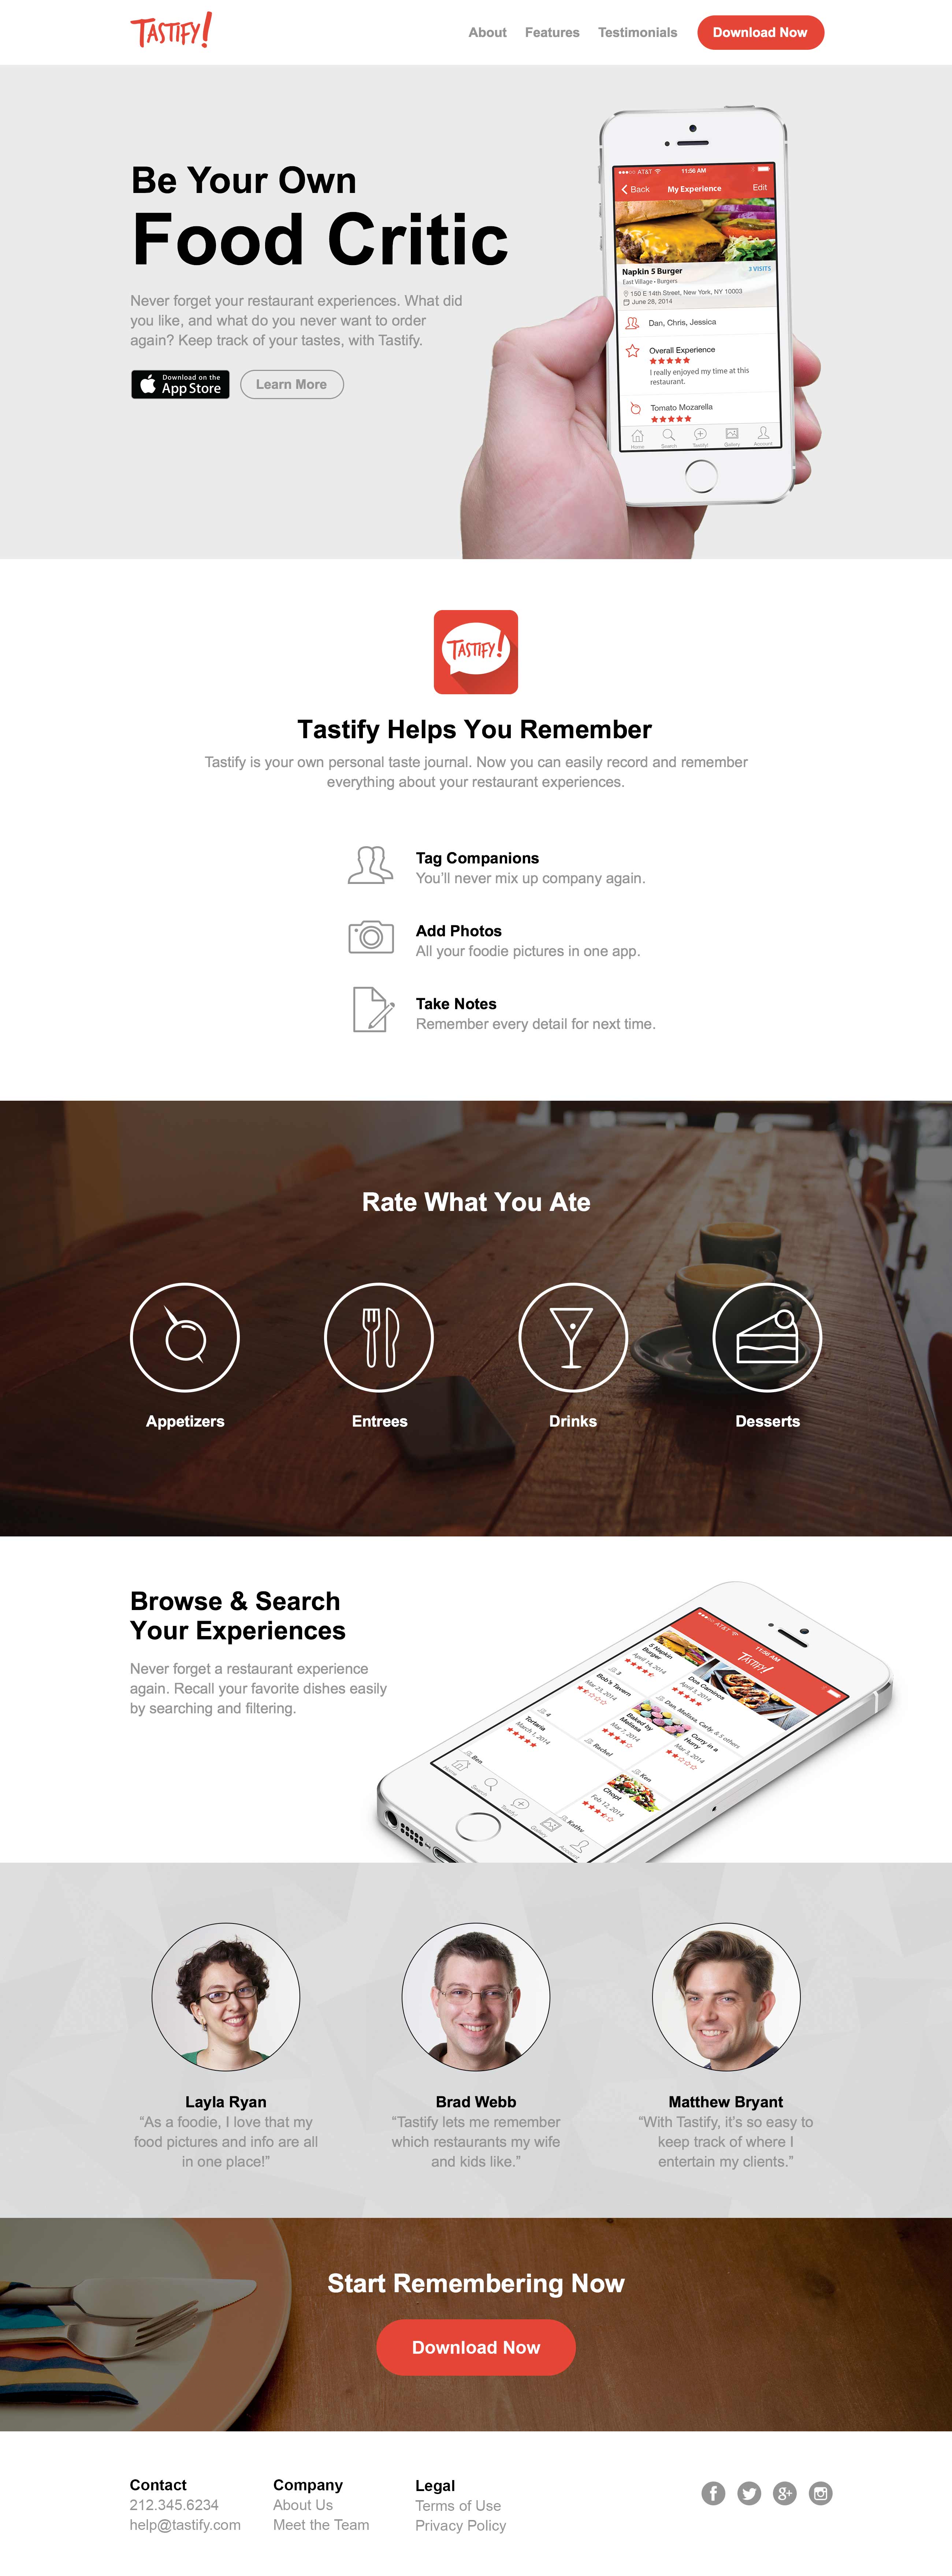 TASTIFY!
About Features Testimonials Download Now
Be Your Own
Food Critic
Never forget your restaurant experiences. What did
you like, and what do you never want to order
again? Keep track of your tastes, with Tastify.
Download on the
App Store
Learn More
AT&T 11:56 AM
Back My Experience Edit
Napkin 5 Burger 3 VISITS
East Village • Burgers
150 E 14th Street, New York, NY 10003
June 28, 2014
Dan, Chris, Jessica
Overall Experience
I really enjoyed my time at this
restaurant.
Tomato Mozarella
Home Search Tastify! Gallery Account
TASTIFY!
Tastify Helps You Remember
Tastify is your own personal taste journal. Now you can easily record and remember
everything about your restaurant experiences.
Tag Companions
You’ll never mix up company again.
Add Photos
All your foodie pictures in one app.
Take Notes
Remember every detail for next time.
Rate What You Ate
Appetizers Entrees Drinks Desserts
Browse & Search
Your Experiences
Never forget a restaurant experience
again. Recall your favorite dishes easily
by searching and filtering.
AT&T 11:56 AM
TASTIFY!
5 Napkin
Burger
April 14, 2014
3
Dos Caminos
April 3, 2014
Dan, Melissa, Carly, & 5 others
Bob's Tavern
Mar 23, 2014
4
Baked by
Melissa
Mar 7, 2014
Rachel
Curry in a
Hurry
Mar 3, 2014
Ken
Tartaria
March 1, 2014
Ben
Chopt
Feb 12, 2014
Kathy
Home Search Tastify! Gallery Account
Layla Ryan
“As a foodie, I love that my
food pictures and info are all
in one place!”
Brad Webb
“Tastify lets me remember
which restaurants my wife
and kids like.”
Matthew Bryant
“With Tastify, it’s so easy to
keep track of where I
entertain my clients.”
Start Remembering Now
Download Now
Contact
212.345.6234
help@tastify.com
Company
About Us
Meet the Team
Legal
Terms of Use
Privacy Policy